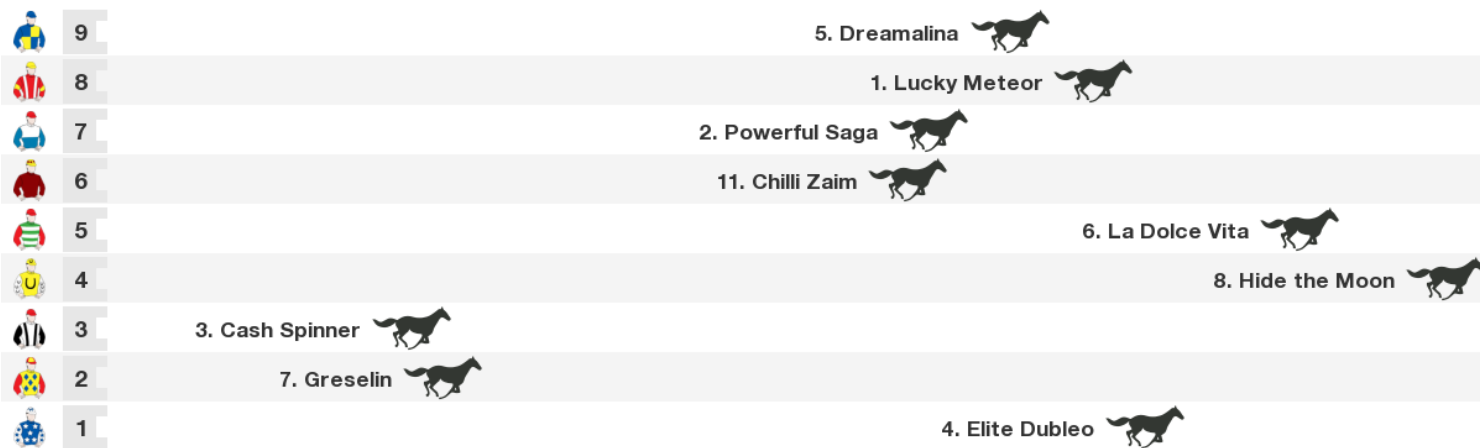 9 5. Dreamalina
8 1. Lucky Meteor
7 2. Powerful Saga
6 11. Chilli Zaim
5 6. La Dolce Vita
U 4 8. Hide the Moon
3 3. Cash Spinner
2 7. Greselin
1 4. Elite Dubleo